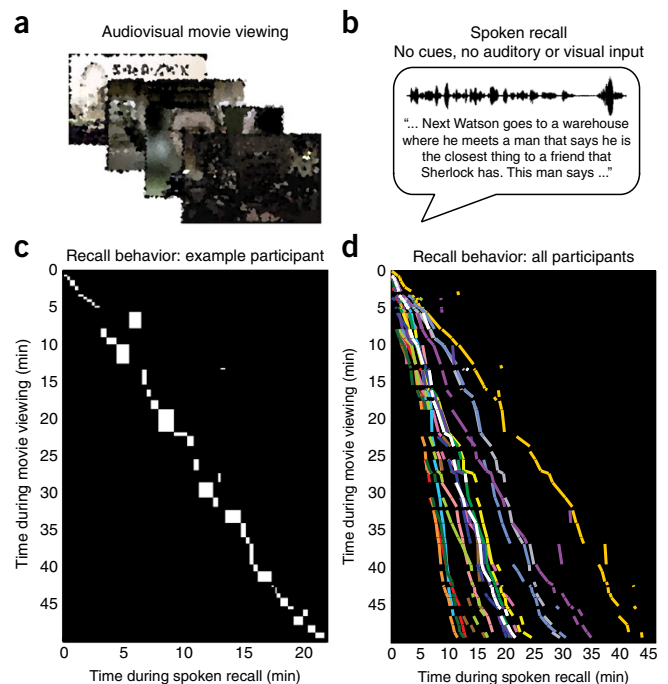 a
Audiovisual movie viewing
b
Spoken recall
No cues, no auditory or visual input
“... Next Watson goes to a warehouse
where he meets a man that says he is
the closest thing to a friend that
Sherlock has. This man says ...”
c
Recall behavior: example participant
0
5
10
15
20
25
30
35
40
45
Time during movie viewing (min)
0 5 10 15 20
Time during spoken recall (min)
d
Recall behavior: all participants
0
5
10
15
20
25
30
35
40
45
Time during movie viewing (min)
0 5 10 15 20 25 30 35 40 45
Time during spoken recall (min)